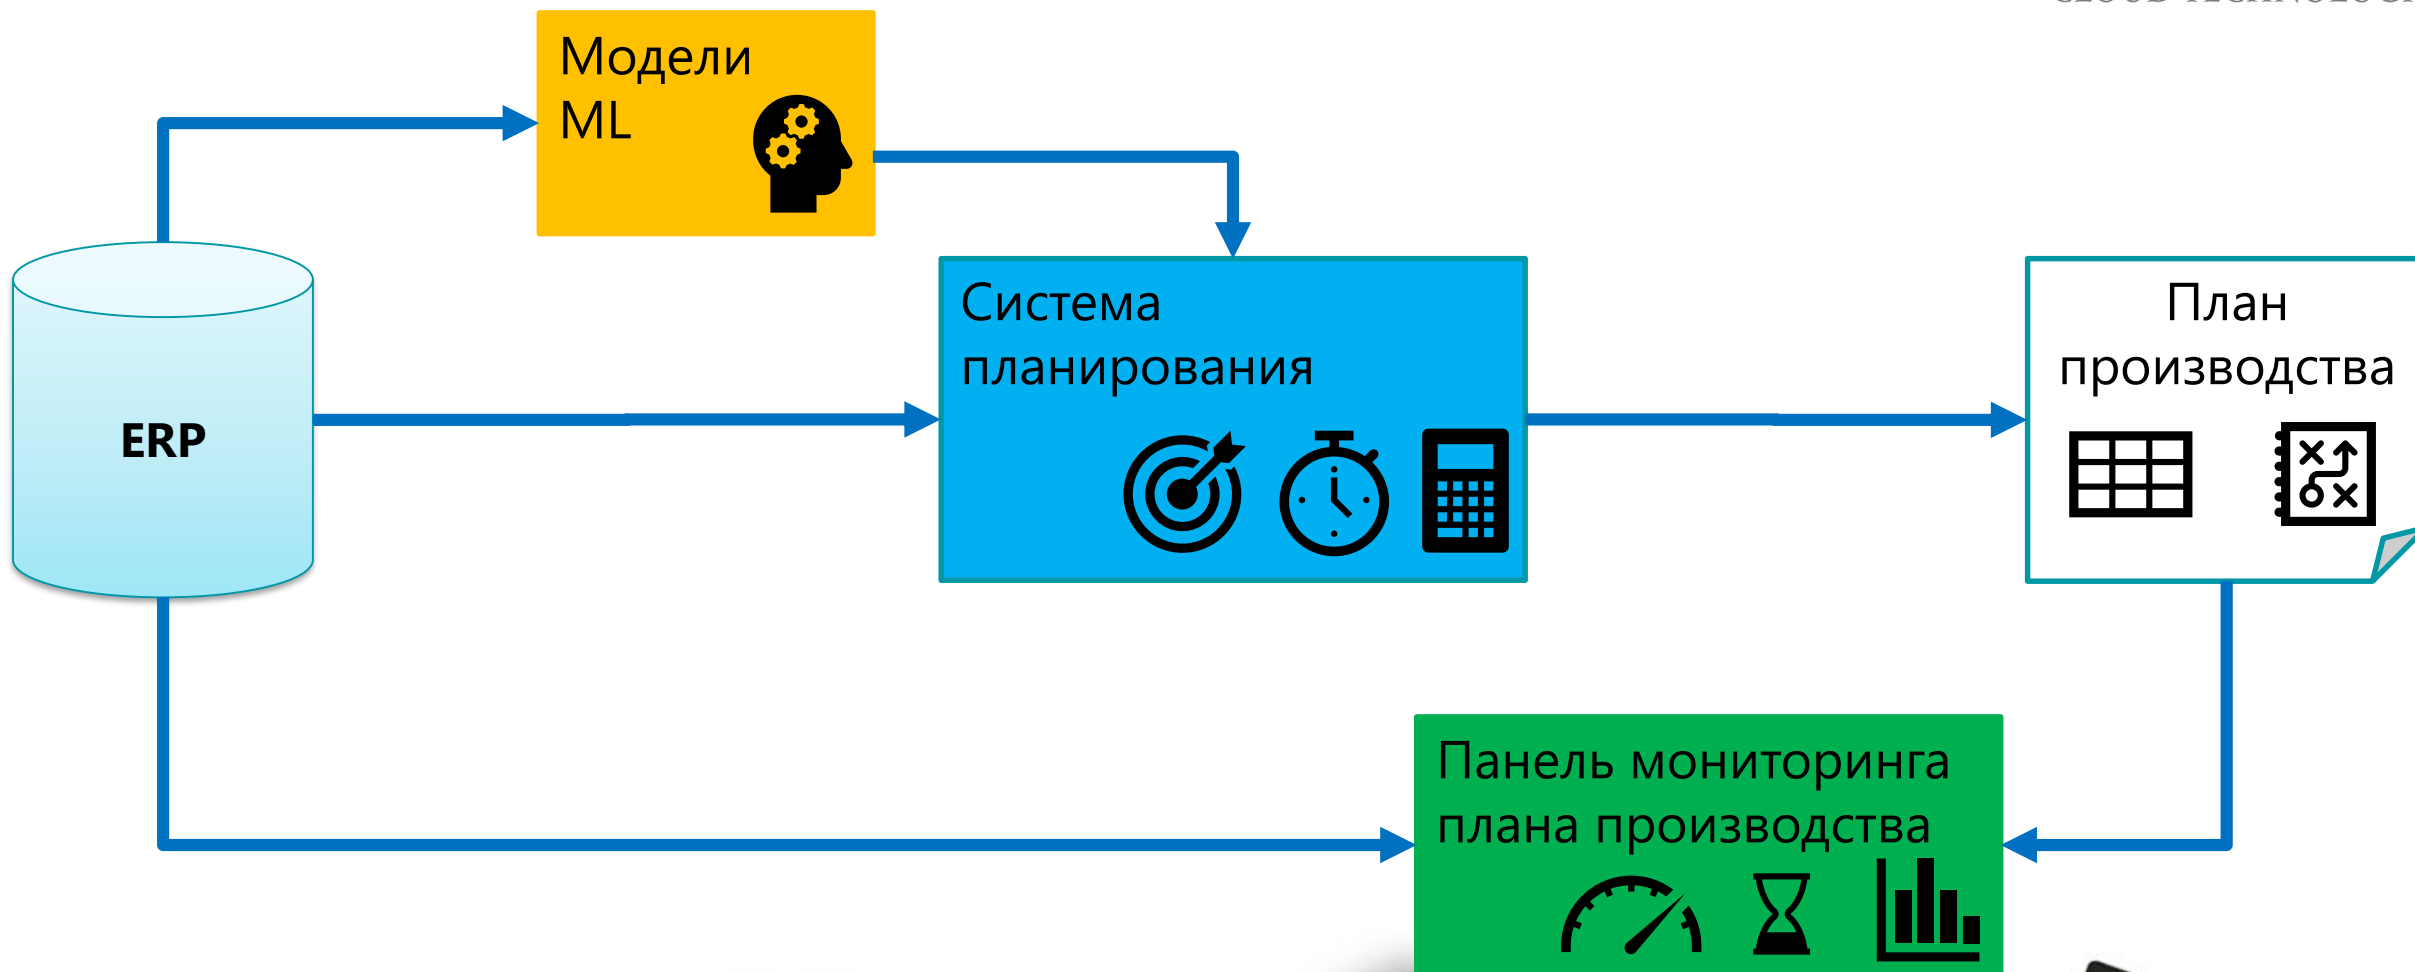 Модели
ML
ERP
Система
планирования
План
производства
Панель мониторинга
плана производства